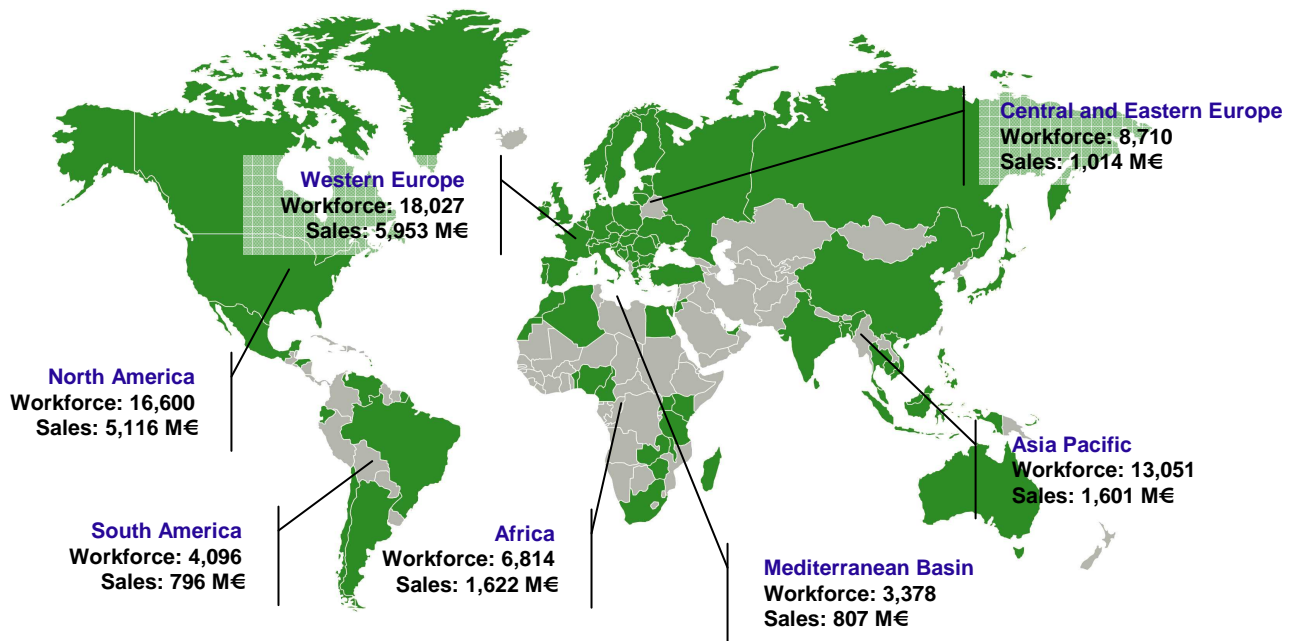 Central and Eastern Europe
Workforce: 8,710
Sales: 1,014 M€
Western Europe
Workforce: 18,027
Sales: 5,953 M€
North America
Workforce: 16,600
Sales: 5,116 M€
Asia Pacific
Workforce: 13,051
Sales: 1,601 M€
South America
Workforce: 4,096
Sales: 796 M€
Africa
Workforce: 6,814
Sales: 1,622 M€
Mediterranean Basin
Workforce: 3,378
Sales: 807 M€